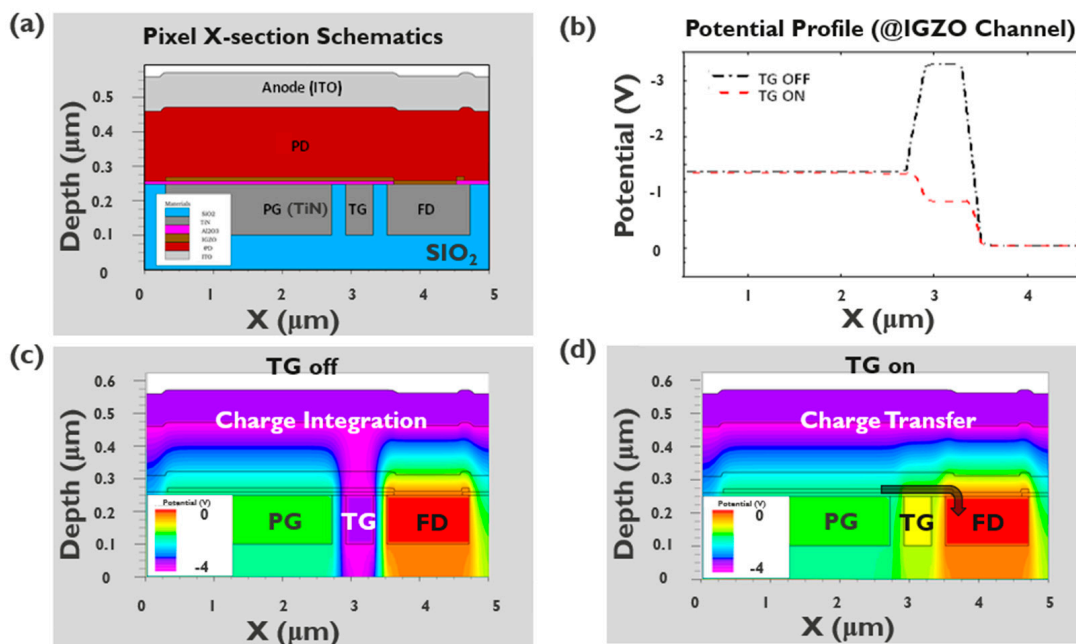 (a)
Pixel X-section Schematics
Anode (ITO)
PD
PG (TiN)
TG
FD
SIO₂
Materials
SiO2
TiN
Al2O3
IGZO
PD
ITO
0.5
0.4
0.3
0.2
0.1
0
Depth (μm)
0 1 2 3 4 5
X (μm)
(b)
Potential Profile (@IGZO Channel)
TG OFF
TG ON
-3
-2
-1
0
Potential (V)
1 2 3 4
X (μm)
(c)
TG off
Charge Integration
PG
TG
FD
Potential (V)
0
-4
0.6
0.5
0.4
0.3
0.2
0.1
0
Depth (μm)
0 1 2 3 4 5
X (μm)
(d)
TG on
Charge Transfer
PG
TG
FD
Potential (V)
0
-4
0.6
0.5
0.4
0.3
0.2
0.1
0
Depth (μm)
0 1 2 3 4 5
X (μm)